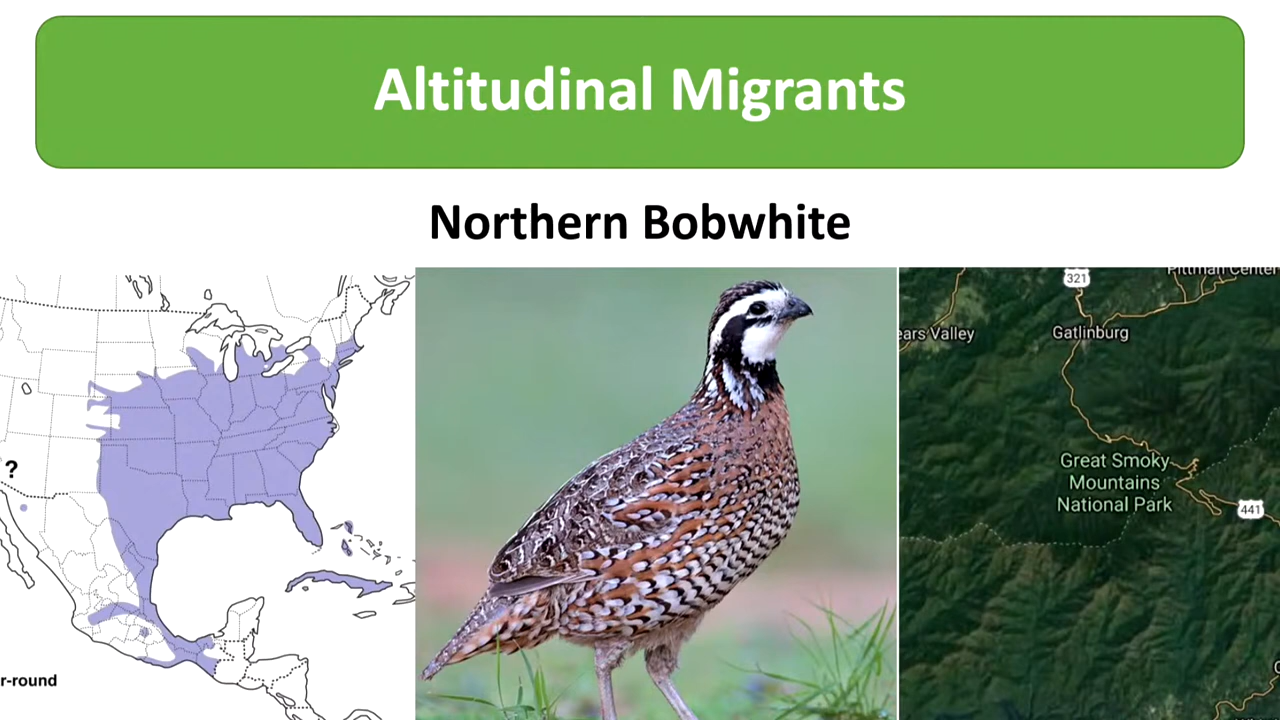 Altitudinal Migrants
Northern Bobwhite
?
r-round
321
Pittman Center
ears Valley
Gatlinburg
Great Smoky
Mountains
National Park
441